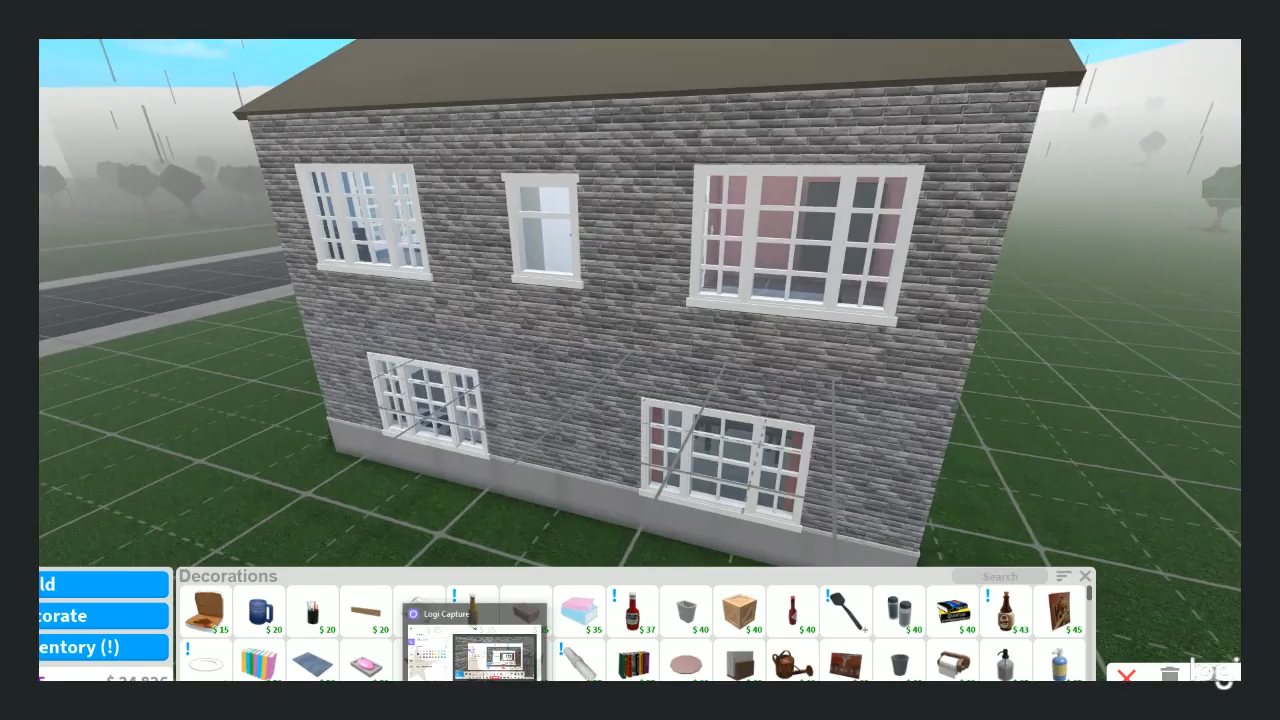 ld
Decorations
Search
corate
entory (!)
$ 15
$ 20
$ 20
$ 20
Logi Capture
$ 35
$ 37
$ 40
$ 40
$ 40
$ 40
$ 40
$ 43
$ 45
logi